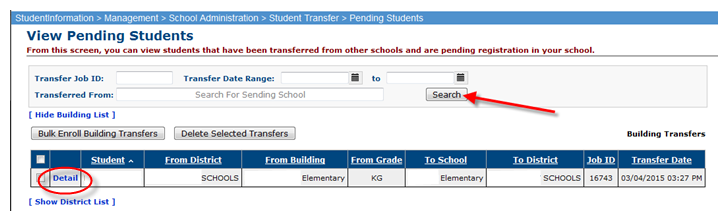 StudentInformation > Management > School Administration > Student Transfer > Pending Students
View Pending Students
From this screen, you can view students that have been transferred from other schools and are pending registration in your school.
Transfer Job ID: Transfer Date Range: to
Transferred From: Search For Sending School Search
[ Hide Building List ]
Bulk Enroll Building Transfers Delete Selected Transfers Building Transfers
Student From District From Building From Grade To School To District Job ID Transfer Date
Detail SCHOOLS Elementary KG Elementary SCHOOLS 16743 03/04/2015 03:27 PM
[ Show District List ]